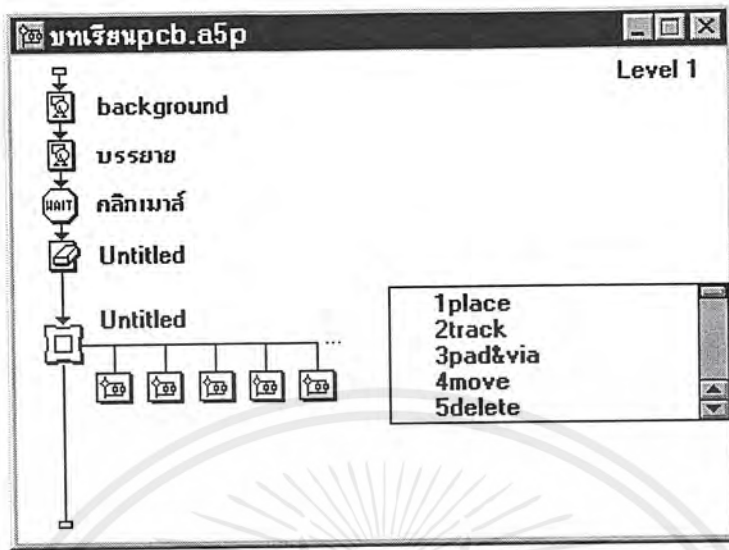 บทเรียนpcb.a5p
Level 1
background
บรรยาย
WAIT
คลิกเมาส์
Untitled
Untitled
...
1place
2track
3pad&via
4move
5delete